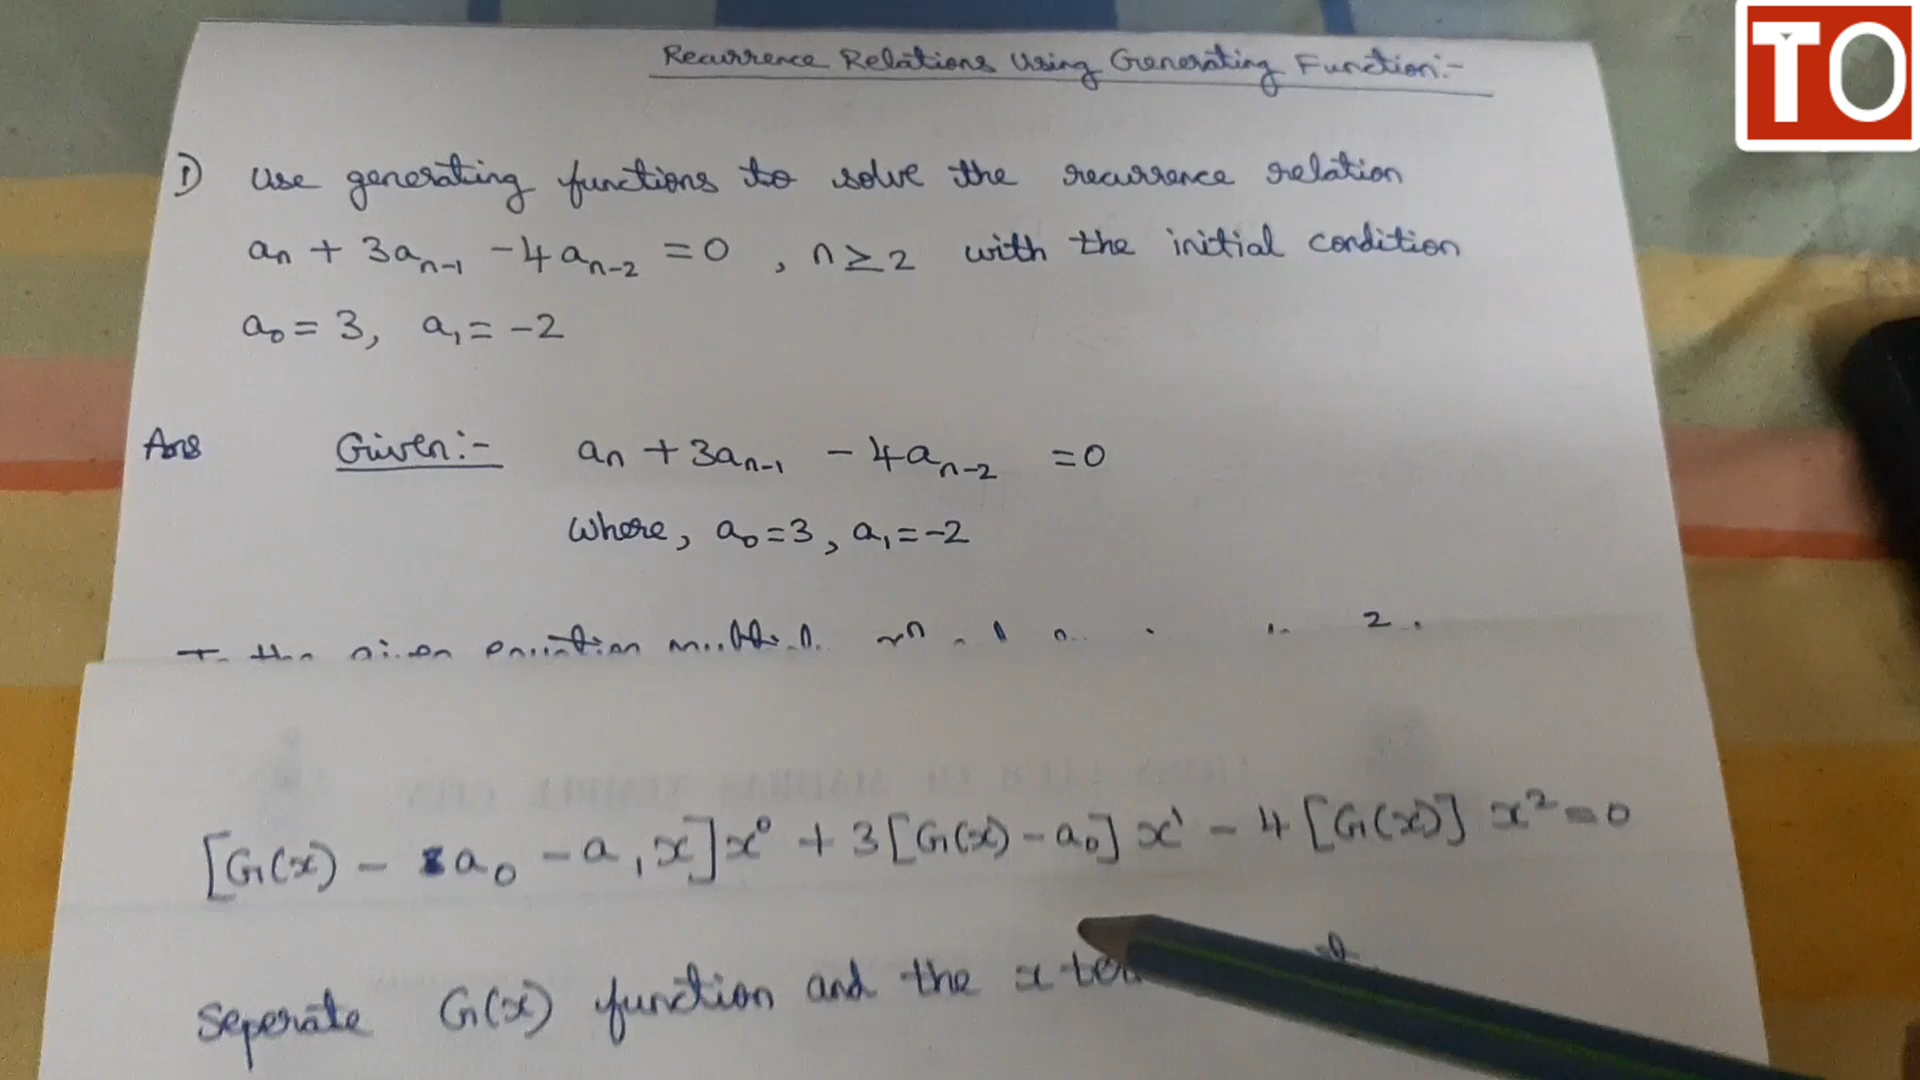 TO
Recurrence Relations Using Generating Function:-
1) Use generating functions to solve the recurrence relation
aₙ + 3aₙ₋₁ - 4aₙ₋₂ = 0 , n ≥ 2 with the initial condition
a₀ = 3, a₁ = -2
Ans Given:- aₙ + 3aₙ₋₁ - 4aₙ₋₂ = 0
Where, a₀ = 3, a₁ = -2
given equation
[G(x) - a₀ - a₁x]x⁰ + 3[G(x) - a₀]x¹ - 4[G(x)]x² = 0
Seperate G(x) function and the x